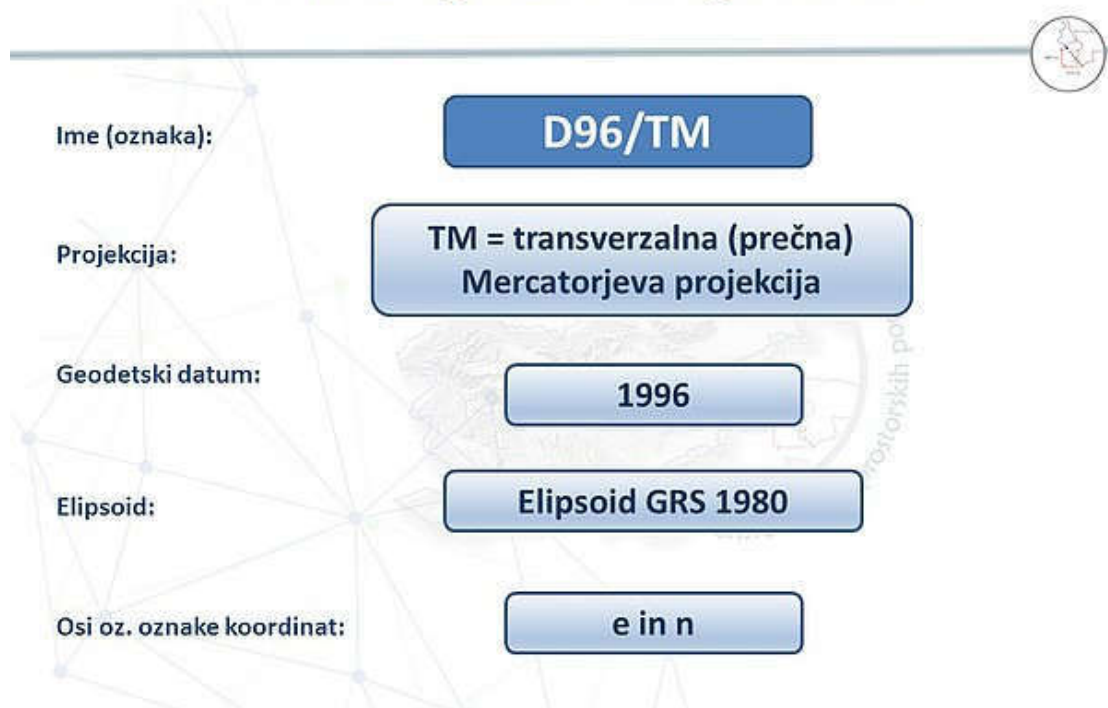 Ime (oznaka):
D96/TM
Projekcija:
TM = transverzalna (prečna)
Mercatorjeva projekcija
Geodetski datum:
1996
Elipsoid:
Elipsoid GRS 1980
Osi oz. oznake koordinat:
e in n